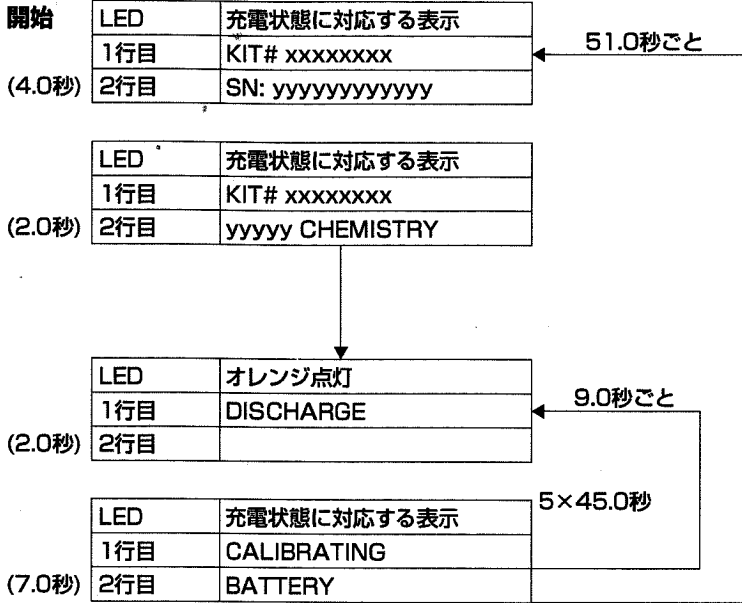 開始 LED 充電状態に対応する表示
1行目 KIT# xxxxxxxx 51.0秒ごと
(4.0秒) 2行目 SN: yyyyyyyyyyyy
LED 充電状態に対応する表示
1行目 KIT# xxxxxxxx
(2.0秒) 2行目 yyyyy CHEMISTRY
LED オレンジ点灯
1行目 DISCHARGE 9.0秒ごと
(2.0秒) 2行目
5×45.0秒
LED 充電状態に対応する表示
1行目 CALIBRATING
(7.0秒) 2行目 BATTERY